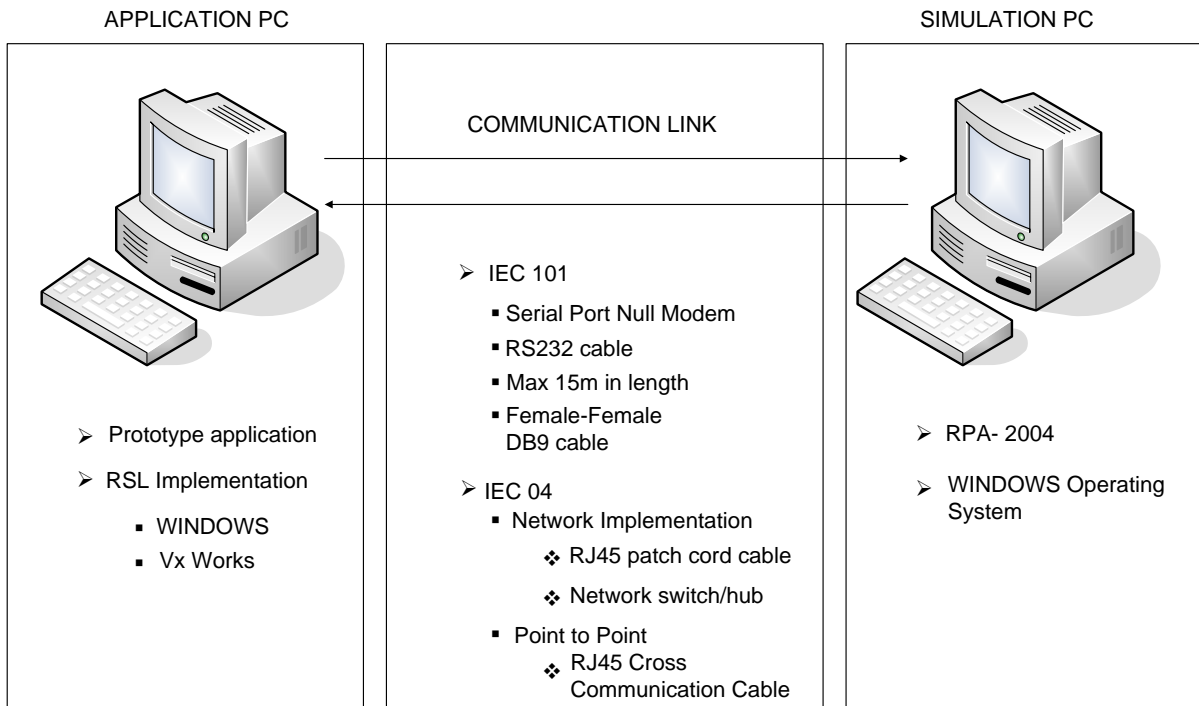 APPLICATION PC
SIMULATION PC
COMMUNICATION LINK
➢ Prototype application
➢ RSL Implementation
▪ WINDOWS
▪ Vx Works
➢ IEC 101
▪ Serial Port Null Modem
▪ RS232 cable
▪ Max 15m in length
▪ Female-Female
DB9 cable
➢ IEC 04
▪ Network Implementation
❖ RJ45 patch cord cable
❖ Network switch/hub
▪ Point to Point
❖ RJ45 Cross
Communication Cable
➢ RPA- 2004
➢ WINDOWS Operating
System